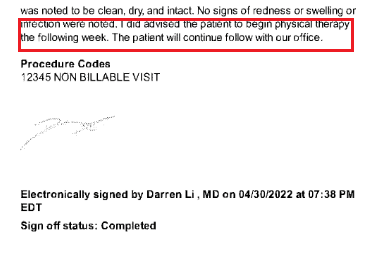 was noted to be clean, dry, and intact. No signs of redness or swelling or
infection were noted. I did advised the patient to begin physical therapy
the following week. The patient will continue follow with our office.
Procedure Codes
12345 NON BILLABLE VISIT
Electronically signed by Darren Li , MD on 04/30/2022 at 07:38 PM
EDT
Sign off status: Completed